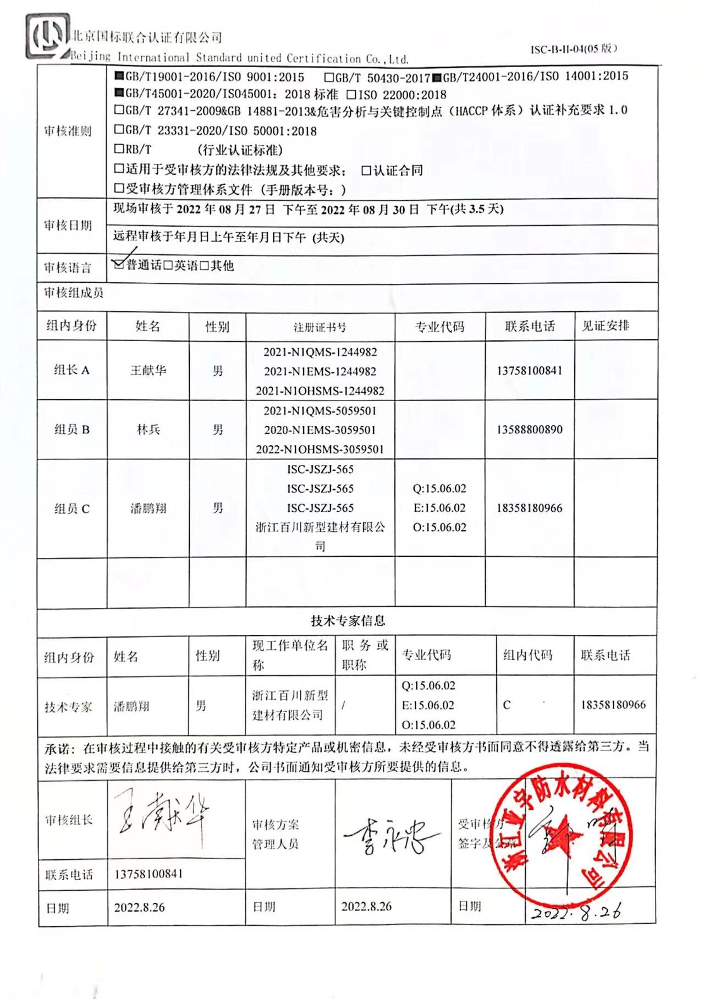 北京国标联合认证有限公司
Beijing International Standard united Certification Co.,Ltd.
ISC-B-II-04(05 版)
审核准则
■GB/T19001-2016/ISO 9001:2015 □GB/T 50430-2017■GB/T24001-2016/ISO 14001:2015
■GB/T45001-2020/ISO45001：2018 标准 □ISO 22000:2018
□GB/T 27341-2009&GB 14881-2013&危害分析与关键控制点（HACCP 体系）认证补充要求 1.0
□GB/T 23331-2020/ISO 50001:2018
□RB/T (行业认证标准)
□适用于受审核方的法律法规及其他要求； □认证合同
□受审核方管理体系文件（手册版本号：）
审核日期
现场审核于 2022 年 08 月 27 日 下午至 2022 年 08 月 30 日 下午(共 3.5 天)
远程审核于年月日上午至年月日下午 (共天)
审核语言
☑普通话□英语□其他
审核组成员
组内身份 姓名 性别 注册证书号 专业代码 联系电话 见证安排
组长 A 王献华 男
2021-N1QMS-1244982
2021-N1EMS-1244982
2021-N1OHSMS-1244982
13758100841
组员 B 林兵 男
2021-N1QMS-5059501
2020-N1EMS-3059501
2022-N1OHSMS-3059501
13588800890
组员 C 潘鹏翔 男
ISC-JSZJ-565
ISC-JSZJ-565
ISC-JSZJ-565
浙江百川新型建材有限公
司
Q:15.06.02
E:15.06.02
O:15.06.02
18358180966
技术专家信息
组内身份 姓名 性别
现工作单位名
称
职 务 或
职称
专业代码 组内代码 联系电话
技术专家 潘鹏翔 男
浙江百川新型
建材有限公司
/
Q:15.06.02
E:15.06.02
O:15.06.02
C
18358180966
承诺：在审核过程中接触的有关受审核方特定产品或机密信息，未经受审核方书面同意不得透露给第三方。当
法律要求需要信息提供给第三方时，公司书面通知受审核方所要提供的信息。
审核组长
王献华
审核方案
管理人员
李永忠
受审核方
签字及公章
浙江亚宇防水材料有限公司
联系电话 13758100841
日期 2022.8.26 日期 2022.8.26 日期 2022.8.26